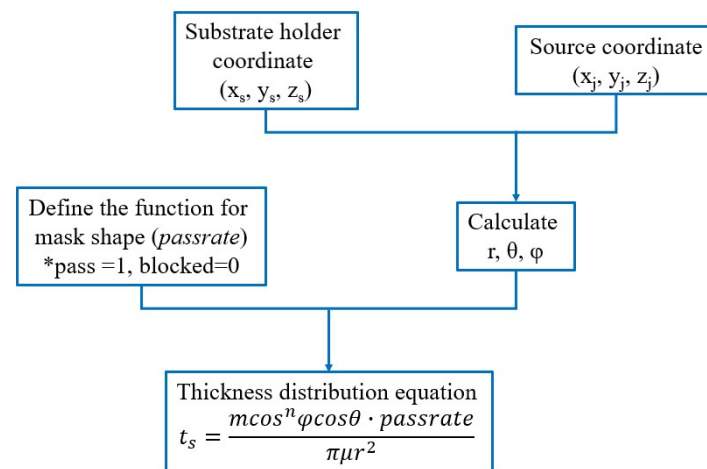 Substrate holder
coordinate
(xₛ, yₛ, zₛ)
Source coordinate
(xⱼ, yⱼ, zⱼ)
Define the function for
mask shape (passrate)
*pass =1, blocked=0
Calculate
r, θ, φ
Thickness distribution equation
tₛ = mcosⁿφcosθ · passrate / πμr²